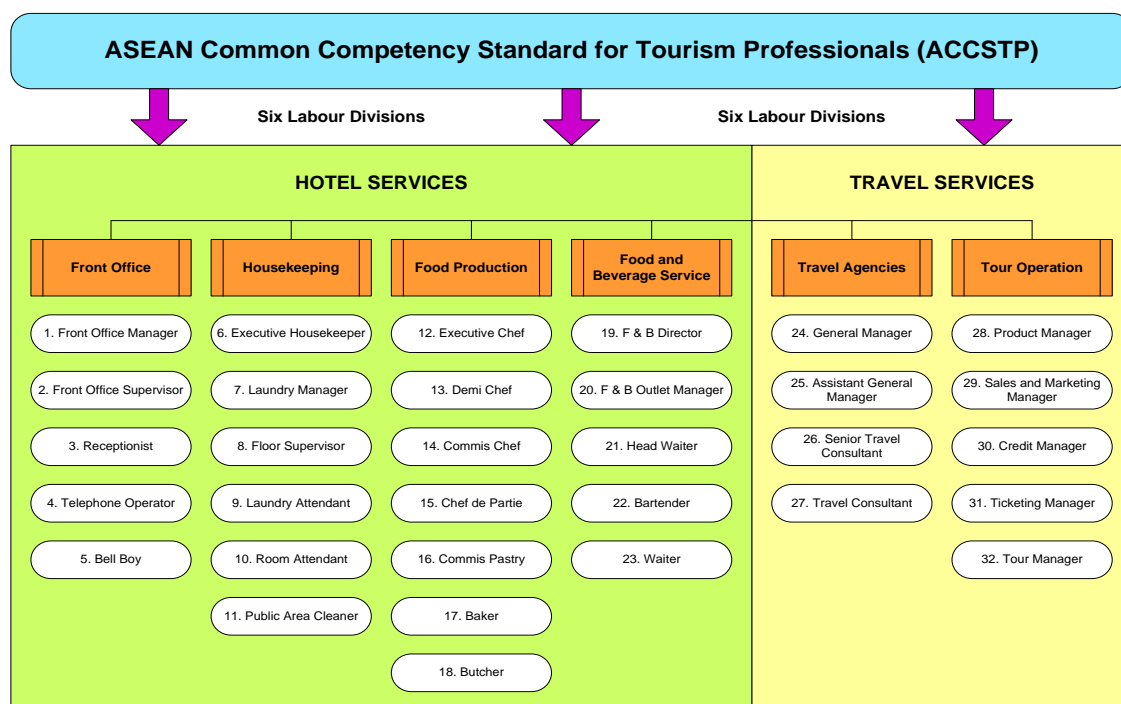 ASEAN Common Competency Standard for Tourism Professionals (ACCSTP)
Six Labour Divisions
Six Labour Divisions
HOTEL SERVICES
TRAVEL SERVICES
Front Office
Housekeeping
Food Production
Food and
Beverage Service
Travel Agencies
Tour Operation
1. Front Office Manager
6. Executive Housekeeper
12. Executive Chef
19. F & B Director
24. General Manager
28. Product Manager
2. Front Office Supervisor
7. Laundry Manager
13. Demi Chef
20. F & B Outlet Manager
25. Assistant General
Manager
29. Sales and Marketing
Manager
3. Receptionist
8. Floor Supervisor
14. Commis Chef
21. Head Waiter
26. Senior Travel
Consultant
30. Credit Manager
4. Telephone Operator
9. Laundry Attendant
15. Chef de Partie
22. Bartender
27. Travel Consultant
31. Ticketing Manager
5. Bell Boy
10. Room Attendant
16. Commis Pastry
23. Waiter
32. Tour Manager
11. Public Area Cleaner
17. Baker
18. Butcher